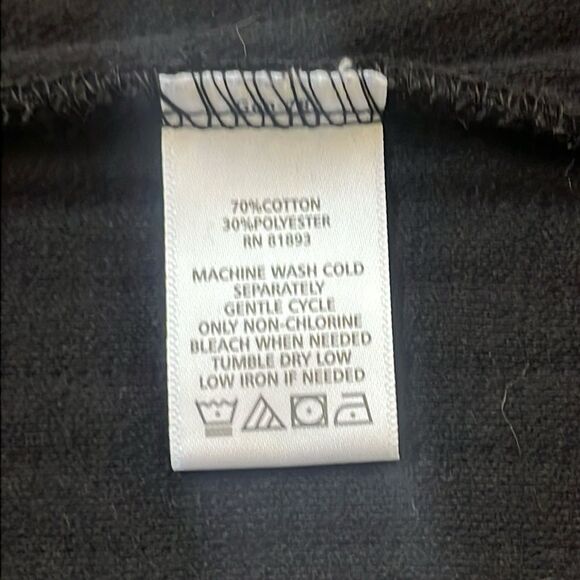 70%COTTON
30%POLYESTER
RN 81893
MACHINE WASH COLD
SEPARATELY
GENTLE CYCLE
ONLY NON-CHLORINE
BLEACH WHEN NEEDED
TUMBLE DRY LOW
LOW IRON IF NEEDED